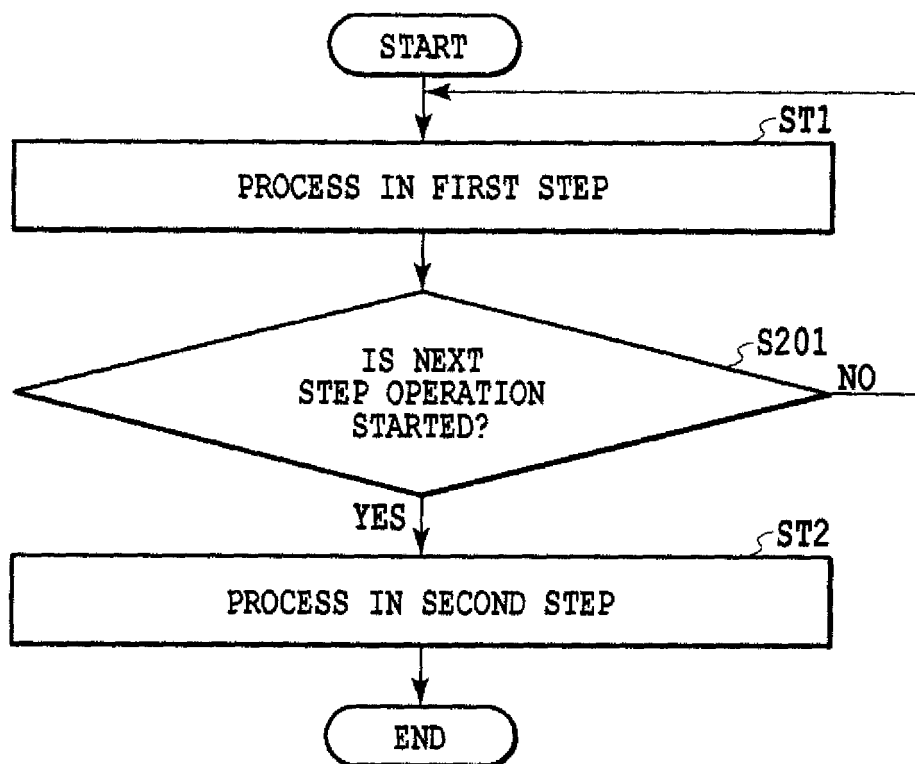 START
ST1
PROCESS IN FIRST STEP
IS NEXT
STEP OPERATION
STARTED?
S201
NO
YES
ST2
PROCESS IN SECOND STEP
END